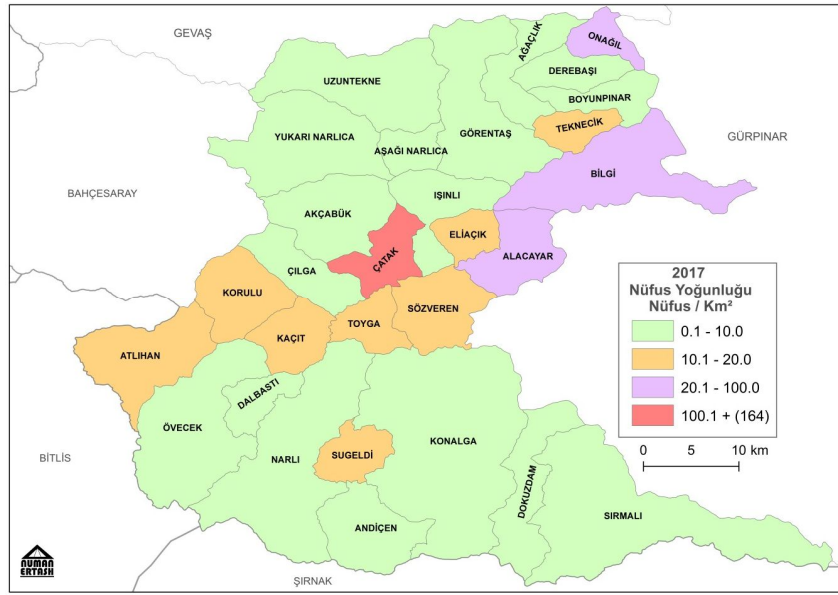 GEVAŞ
AĞAÇLIK
ONAĞIL
DEREBAŞI
UZUNTEKNE
BOYUNPINAR
TEKNECİK
YUKARI NARLICA
GÖRENTAŞ
GÜRPINAR
AŞAĞI NARLICA
BİLGİ
BAHÇESARAY
IŞINLI
AKÇABÜK
ELİAÇIK
ÇATAK
ALACAYAR
ÇILGA
KORULU
SÖZVEREN
TOYGA
KAÇIT
ATLIHAN
2017
Nüfus Yoğunluğu
Nüfus / Km²
0.1 - 10.0
10.1 - 20.0
20.1 - 100.0
100.1 + (164)
0 5 10 km
DALBASTI
ÖVECEK
KONALGA
BİTLİS
NARLI
SUGELDİ
DOKUZDAM
SIRMALI
ANDİÇEN
ŞIRNAK
NUMAN
ERTASH